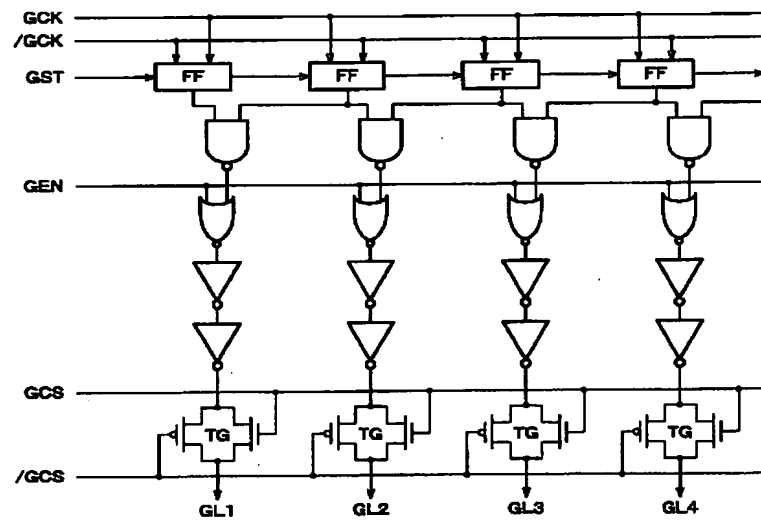 GCK
/GCK
GST
FF FF FF FF
GEN
GCS
TG TG TG TG
/GCS
GL1 GL2 GL3 GL4